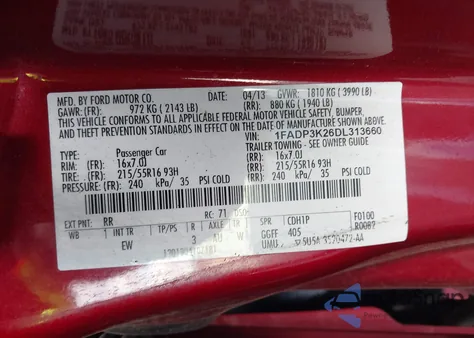 MFD. BY FORD MOTOR CO.
DATE: 04/13 GVWR: 1810 KG ( 3990 LB)
GAWR: (FR): 972 KG ( 2143 LB) (RR): 880 KG ( 1940 LB)
THIS VEHICLE CONFORMS TO ALL APPLICABLE FEDERAL MOTOR VEHICLE SAFETY, BUMPER,
AND THEFT PREVENTION STANDARDS IN EFFECT ON THE DATE OF MANUFACTURE SHOWN ABOVE.
VIN: 1FADP3K26DL313660
TYPE: Passenger Car TRAILER TOWING - SEE OWNER GUIDE
RIM: (FR): 16x7.0J (RR): 16x7.0J
TIRE: (FR): 215/55R16 93H (RR): 215/55R16 93H
PRESSURE: (FR): 240 kPa/ 35 PSI COLD (RR): 240 kPa/ 35 PSI COLD
EXT PNT: RR RC: 71 DSO:
WB INT TR TP/PS R AXLE TR SPR CDH1P F0100
1 EW 3 GGFF 405 R0082
UMU